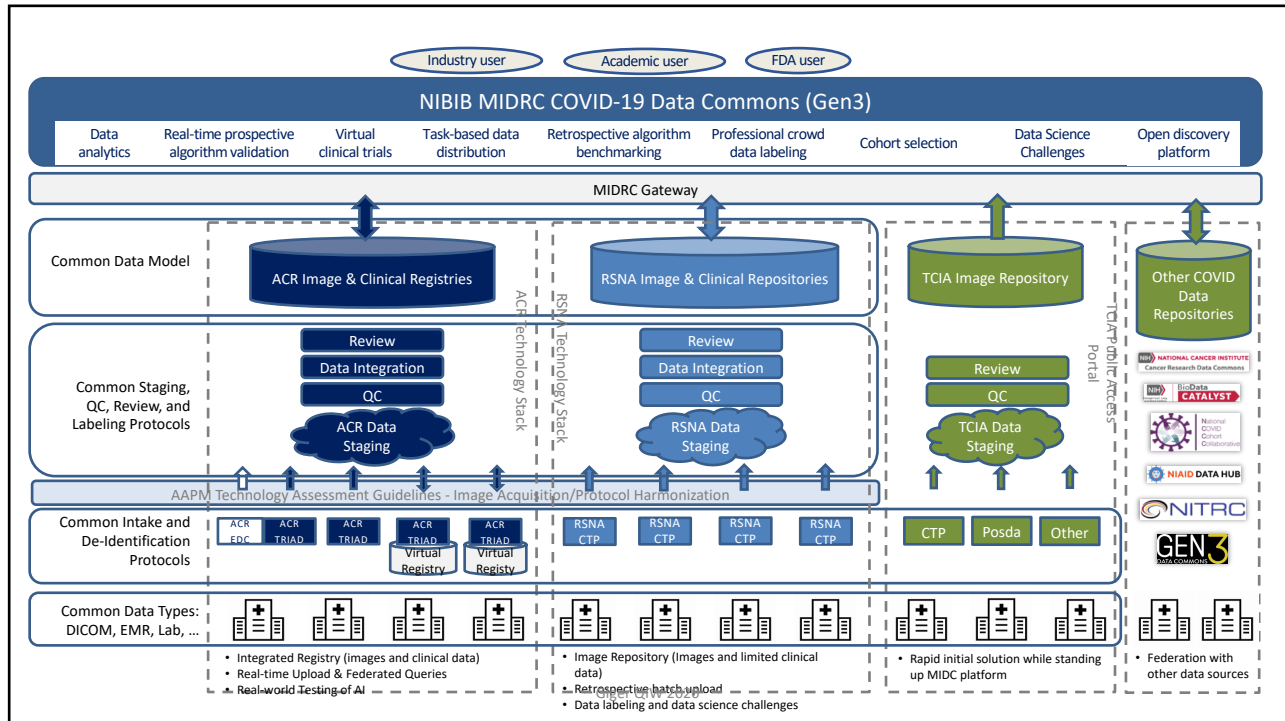 Industry user
Academic user
FDA user
NIBIB MIDRC COVID-19 Data Commons (Gen3)
Data
analytics
Real-time prospective
algorithm validation
Virtual
clinical trials
Task-based data
distribution
Retrospective algorithm
benchmarking
Professional crowd
data labeling
Cohort selection
Data Science
Challenges
Open discovery
platform
MIDRC Gateway
Common Data Model
ACR Image & Clinical Registries
RSNA Image & Clinical Repositories
TCIA Image Repository
Other COVID
Data
Repositories
ACR Technology Stack
RSNA Technology Stack
TCIA Public Access
Portal
Common Staging,
QC, Review, and
Labeling Protocols
Review
Data Integration
QC
ACR Data
Staging
Review
Data Integration
QC
RSNA Data
Staging
Review
QC
TCIA Data
Staging
NIH NATIONAL CANCER INSTITUTE
Cancer Research Data Commons
NIH
BioData
CATALYST
National
COVID
Cohort
Collaborative
NIAID DATA HUB
NITRC
GEN3
DATA COMMONS
AAPM Technology Assessment Guidelines - Image Acquisition/Protocol Harmonization
Common Intake and
De-Identification
Protocols
ACR
EDC
ACR
TRIAD
ACR
TRIAD
ACR
TRIAD
Virtual
Registry
ACR
TRIAD
Virtual
Registy
RSNA
CTP
RSNA
CTP
RSNA
CTP
RSNA
CTP
CTP
Posda
Other
Common Data Types:
DICOM, EMR, Lab, …
• Integrated Registry (images and clinical data)
• Real-time Upload & Federated Queries
• Real-world Testing of AI
• Image Repository (Images and limited clinical
data)
• Retrospective batch upload
• Data labeling and data science challenges
• Rapid initial solution while standing
up MIDC platform
• Federation with
other data sources
Giger QIW 2020